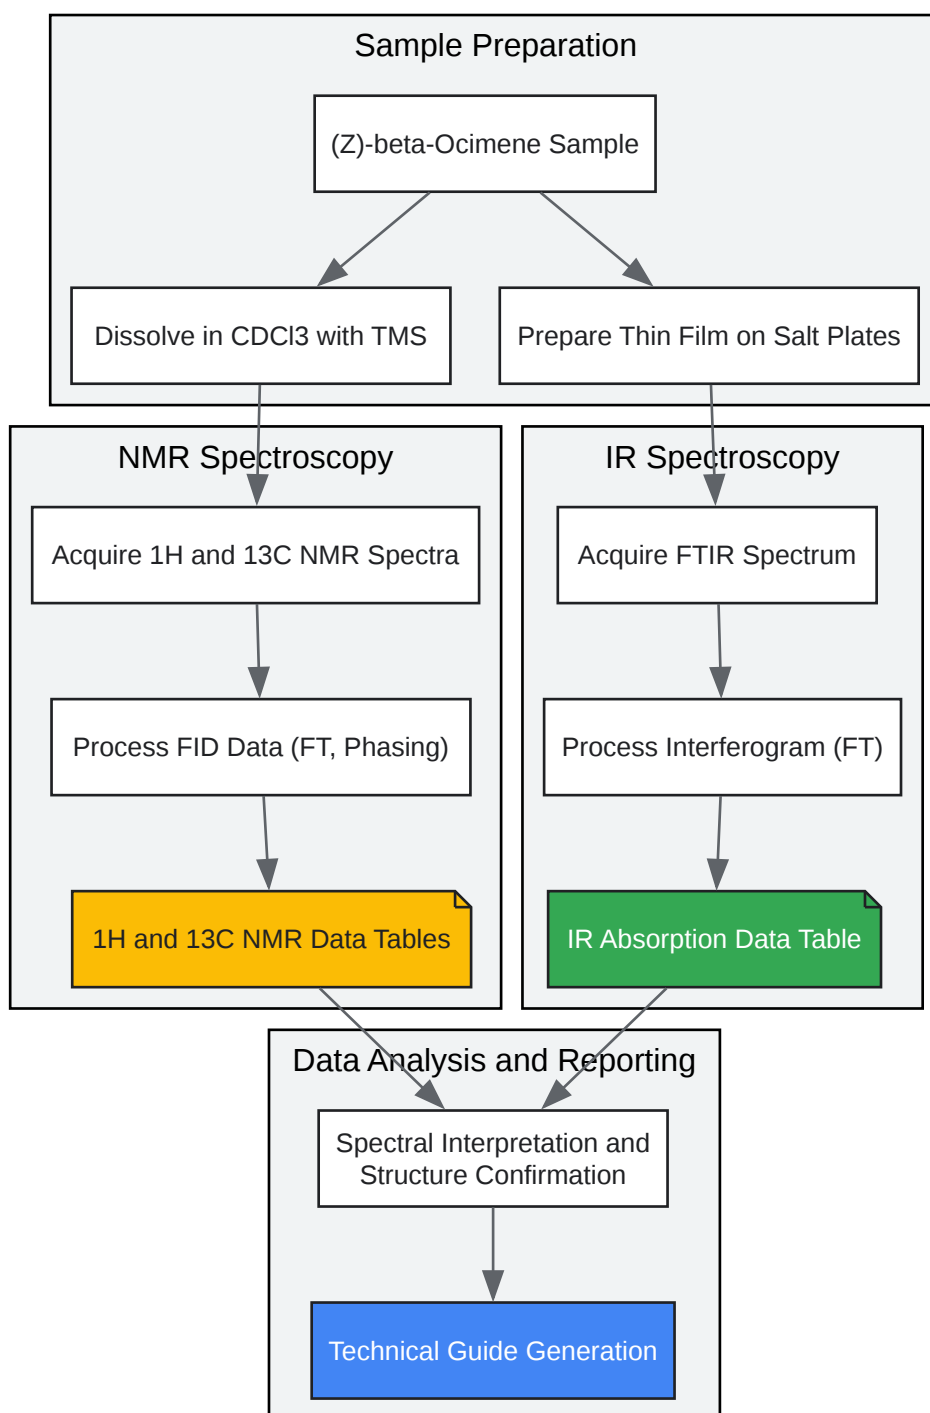 Sample Preparation
(Z)-beta-Ocimene Sample
Dissolve in CDCl3 with TMS
Prepare Thin Film on Salt Plates
NMR Spectroscopy
IR Spectroscopy
Acquire 1H and 13C NMR Spectra
Acquire FTIR Spectrum
Process FID Data (FT, Phasing)
Process Interferogram (FT)
1H and 13C NMR Data Tables
IR Absorption Data Table
Data Analysis and Reporting
Spectral Interpretation and
Structure Confirmation
Technical Guide Generation